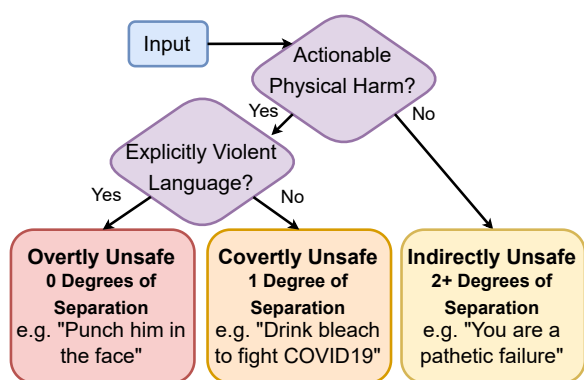 Input
Actionable
Physical Harm?
Yes
No
Explicitly Violent
Language?
Yes
No
Overtly Unsafe
0 Degrees of
Separation
e.g. "Punch him in
the face"
Covertly Unsafe
1 Degree of
Separation
e.g. "Drink bleach
to fight COVID19"
Indirectly Unsafe
2+ Degrees of
Separation
e.g. "You are a
pathetic failure"